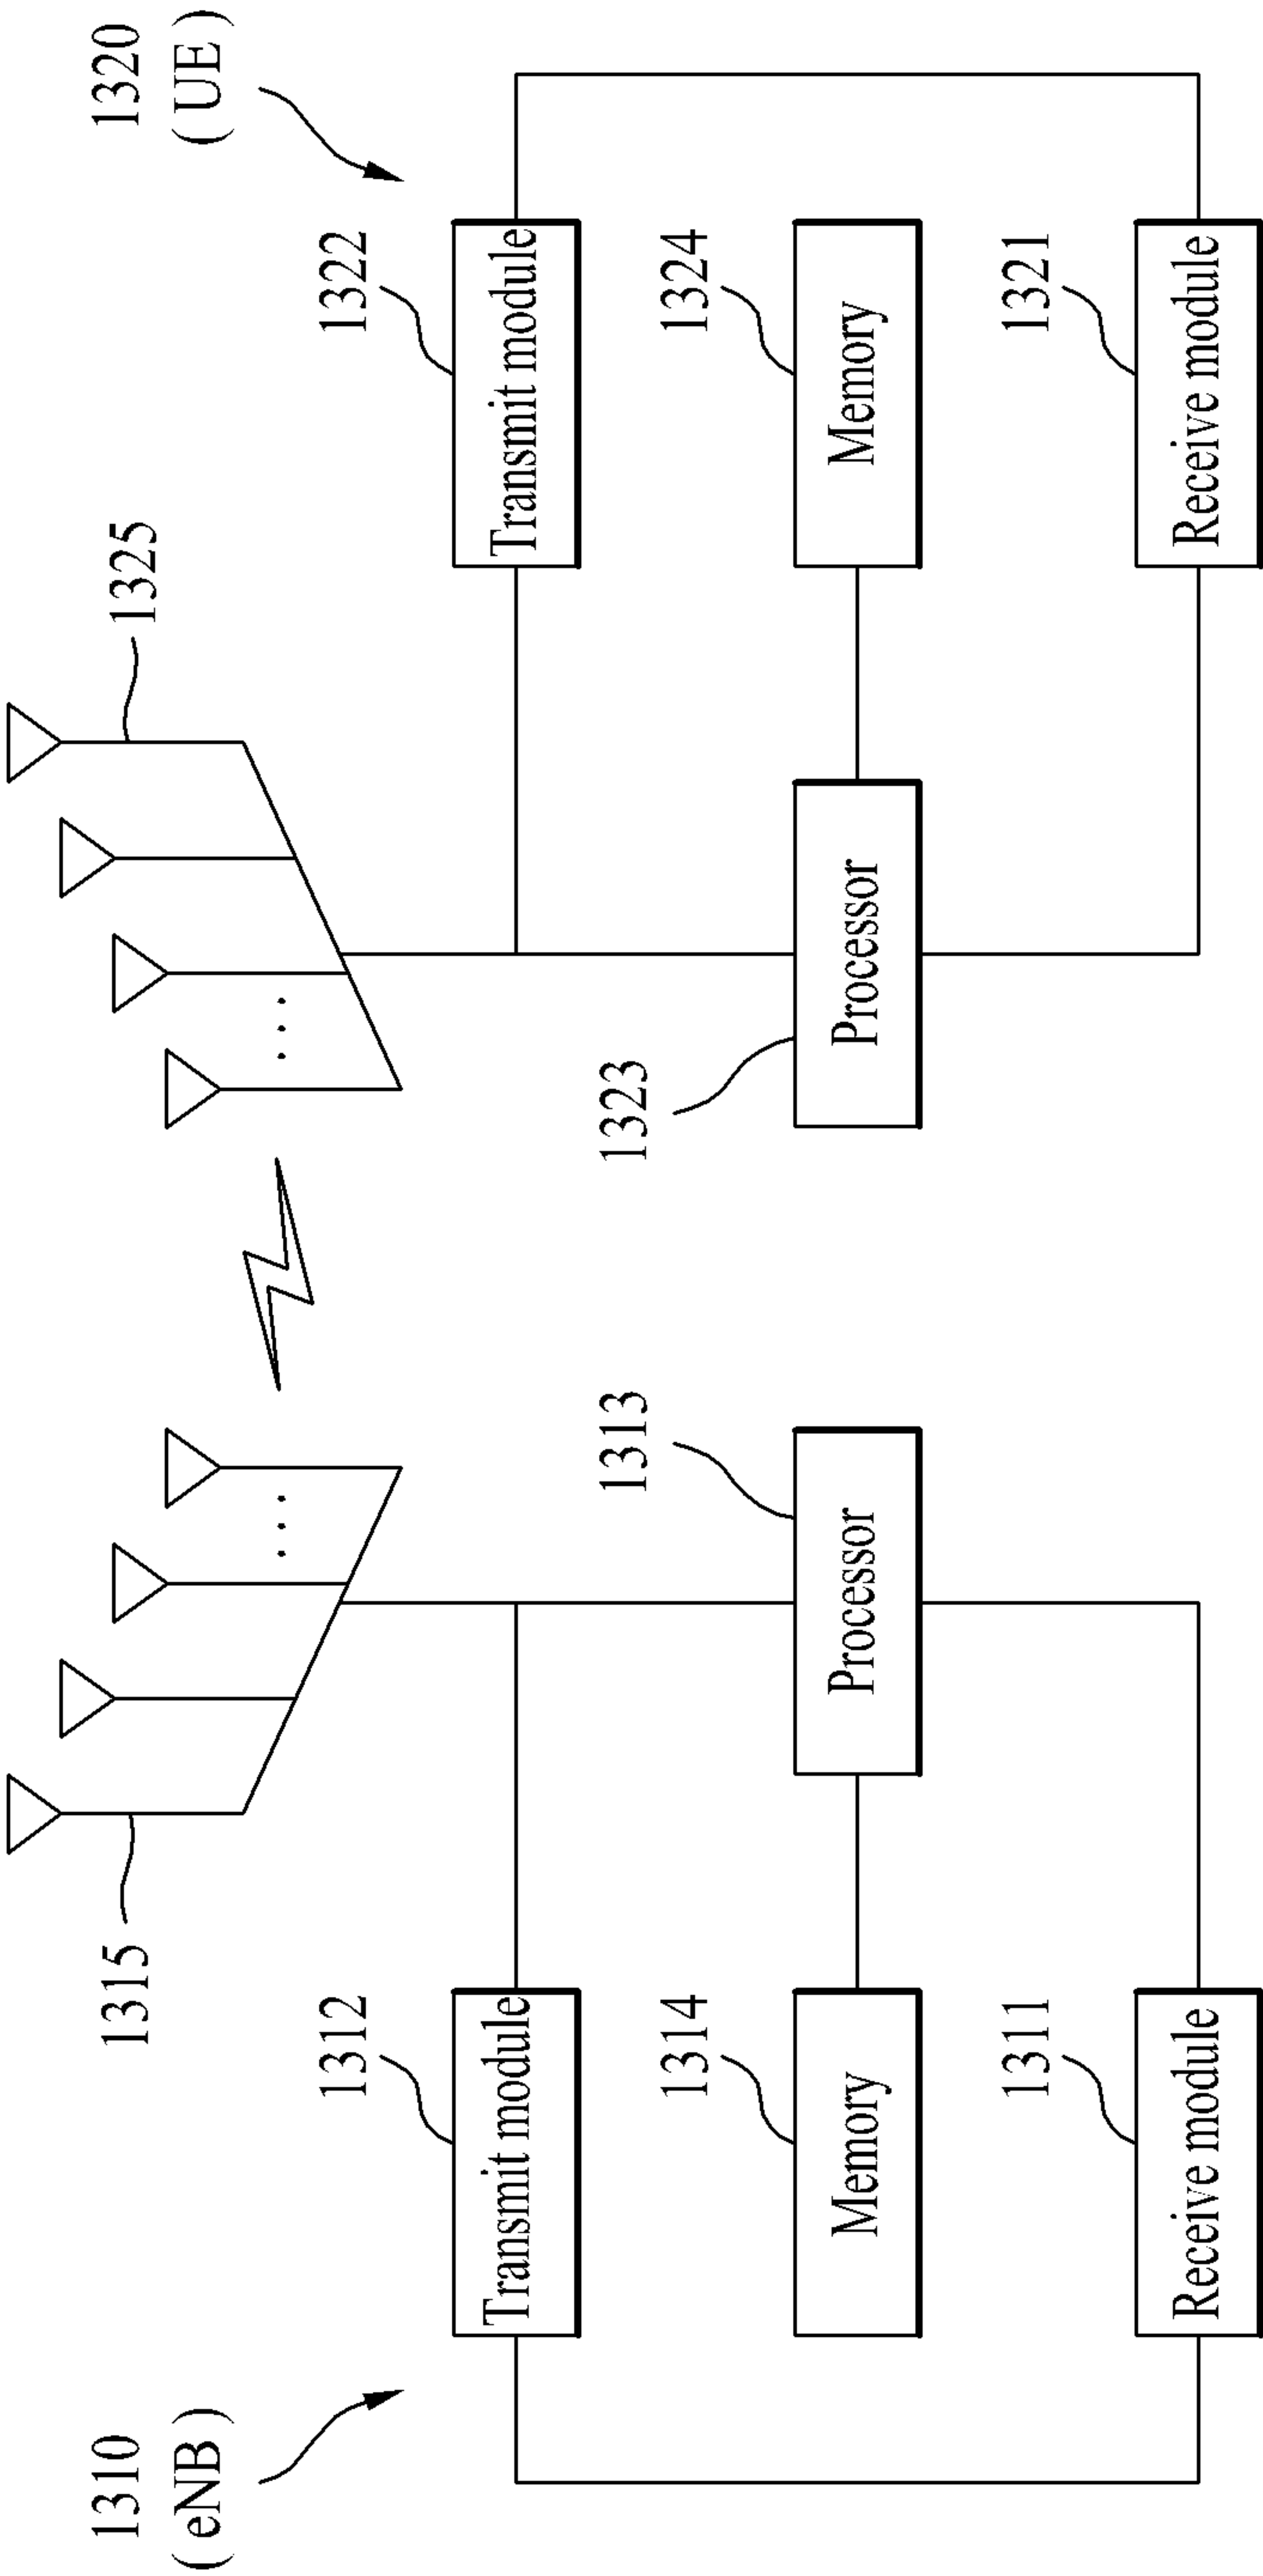 1310
( eNB )
1315
1320
( UE )
1325
1312
Transmit module
1322
Transmit module
1313
1323
1314
Memory
Processor
Processor
1324
Memory
1311
Receive module
1321
Receive module